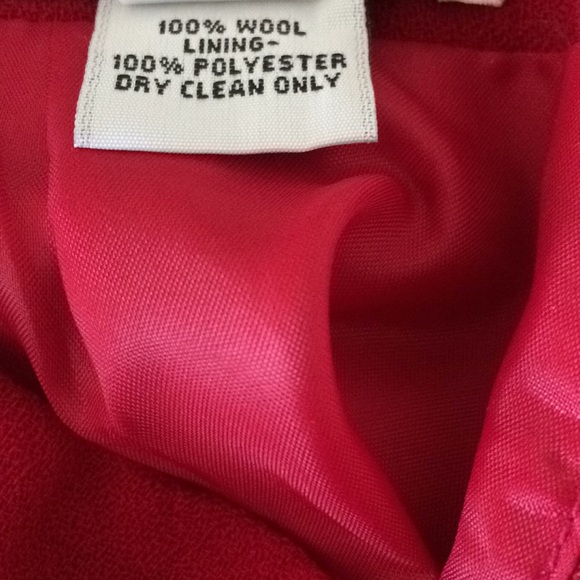 100% WOOL
LINING-
100% POLYESTER
DRY CLEAN ONLY